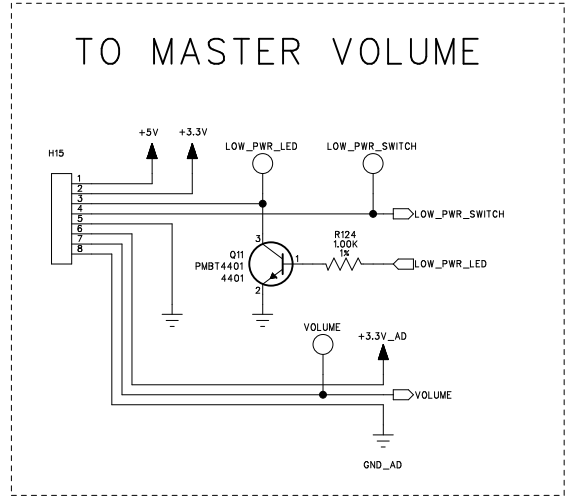 TO MASTER VOLUME
+5V
+3.3V
LOW_PWR_LED
LOW_PWR_SWITCH
H15
1
2
3
4
5
6
7
8
LOW_PWR_SWITCH
3
Q11
PMBT4401
4401
1
2
R124
1.00K
1%
LOW_PWR_LED
VOLUME
+3.3V_AD
VOLUME
GND_AD